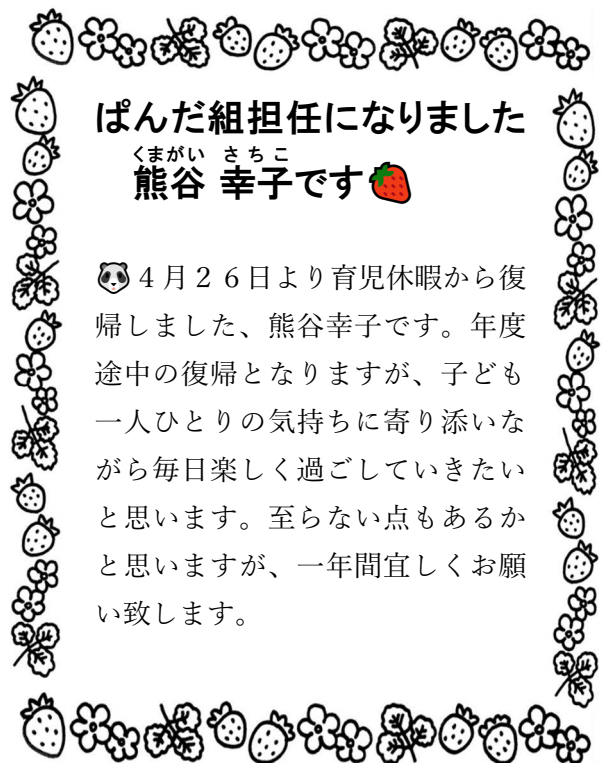 ぱんだ組担任になりました
くまがい さちこ
熊谷 幸子です🍓
🐼４月２６日より育児休暇から復
帰しました、熊谷幸子です。年度
途中の復帰となりますが、子ども
一人ひとりの気持ちに寄り添いな
がら毎日楽しく過ごしていきたい
と思います。至らない点もあるか
と思いますが、一年間宜しくお願
い致します。